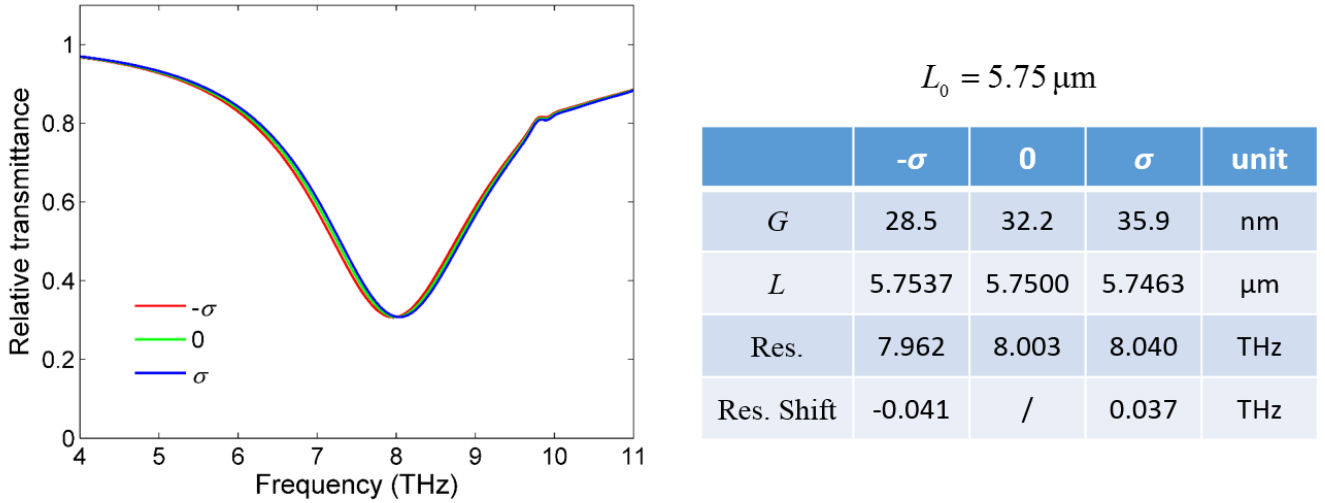 Relative transmittance
1
0.8
0.6
0.4
0.2
0
-σ
0
σ
4 5 6 7 8 9 10 11
Frequency (THz)
L₀ = 5.75 μm
-σ 0 σ unit
G 28.5 32.2 35.9 nm
L 5.7537 5.7500 5.7463 μm
Res. 7.962 8.003 8.040 THz
Res. Shift -0.041 / 0.037 THz